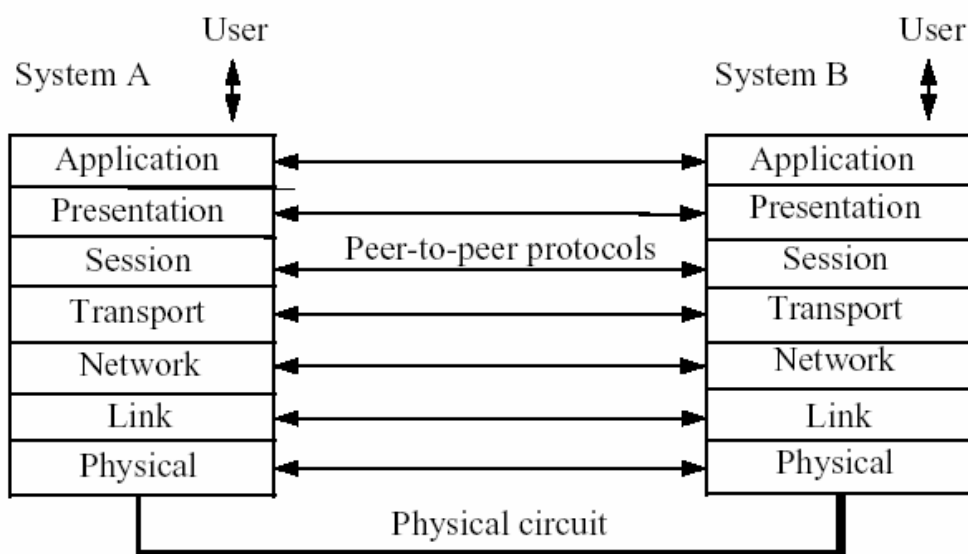 User
User
System A
System B
Application
Application
Presentation
Presentation
Peer-to-peer protocols
Session
Session
Transport
Transport
Network
Network
Link
Link
Physical
Physical
Physical circuit